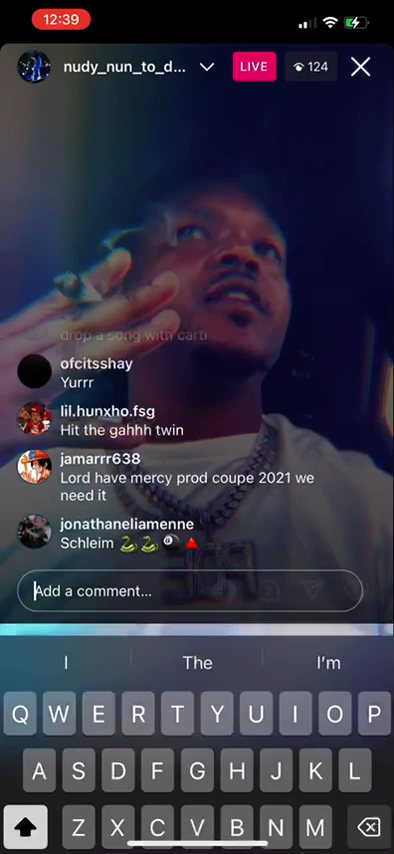 12:39
nudy_nun_to_d...
LIVE
124
drop a song with carti
ofcitsshay
Yurrr
lil.hunxho.fsg
Hit the gahhh twin
jamarrr638
Lord have mercy prod coupe 2021 we
need it
jonathaneliamenne
Schleim 🐍🐍🎱🔺
Add a comment...
I The I'm
Q W E R T Y U I O P
A S D F G H J K L
Z X C V B N M